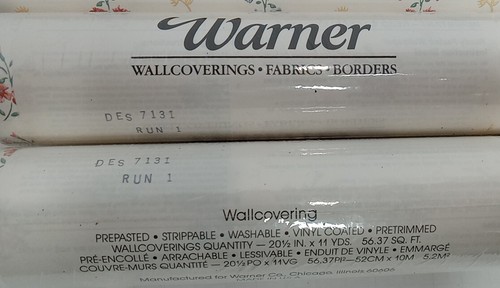 Warner
WALLCOVERINGS • FABRICS • BORDERS
DES 7131
RUN 1
DES 7131
RUN 1
Wallcovering
PREPASTED • STRIPPABLE • WASHABLE • VINYL COATED • PRETRIMMED
WALLCOVERINGS QUANTITY — 20½ IN. X 11 YDS. 56.37 SQ. FT.
PRÉ-ENCOLLÉ • ARRACHABLE • LESSIVABLE • ENDUIT DE VINYLE • EMMARGÉ
COUVRE-MURS QUANTITÉ — 20½PO X 11VG 56.37PP—52CM X 10M 5.2M²
Manufactured for Warner Co., Chicago, Illinois 60606